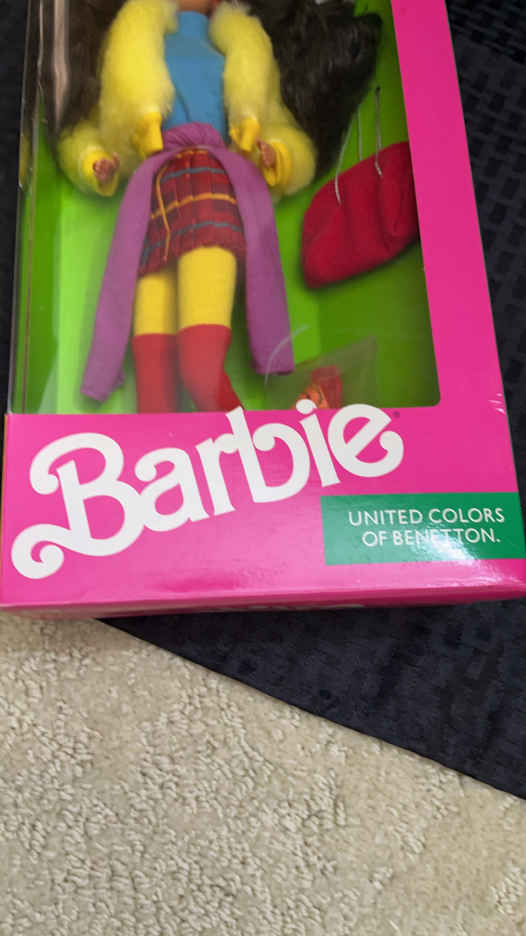 Barbie®
UNITED COLORS
OF BENETTON.